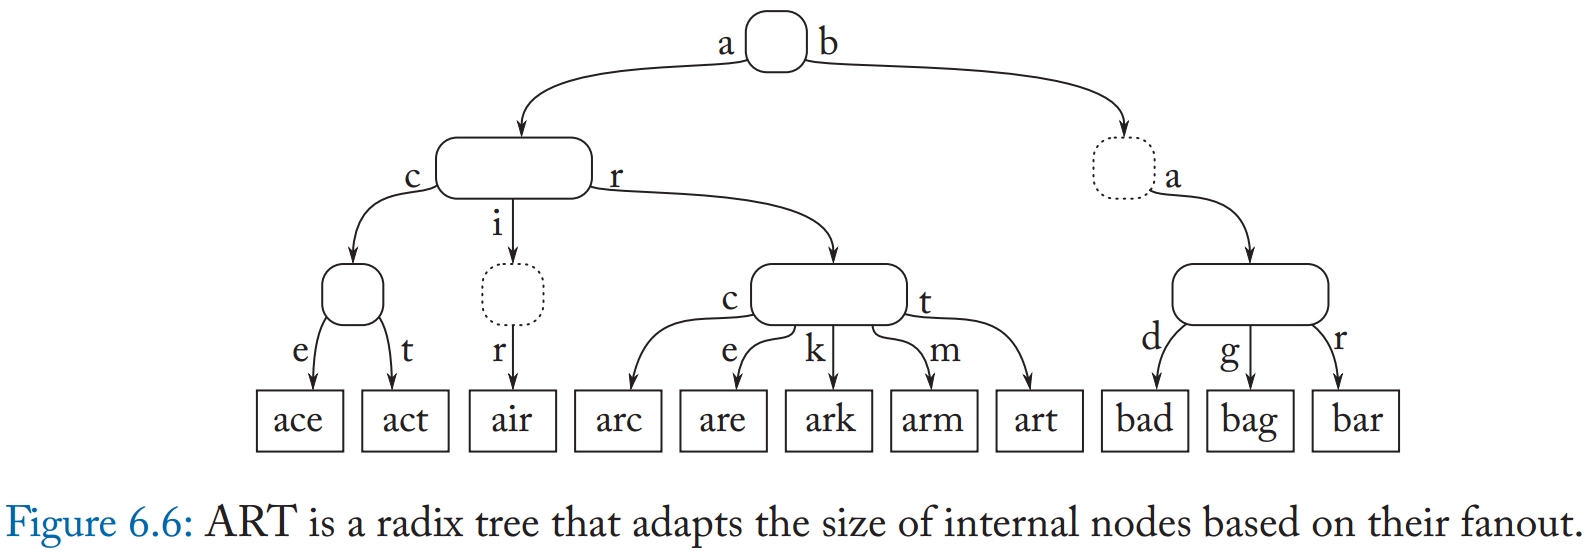 a b
c r a
i
c t
e t r e k m d g r
ace act air arc are ark arm art bad bag bar
Figure 6.6: ART is a radix tree that adapts the size of internal nodes based on their fanout.